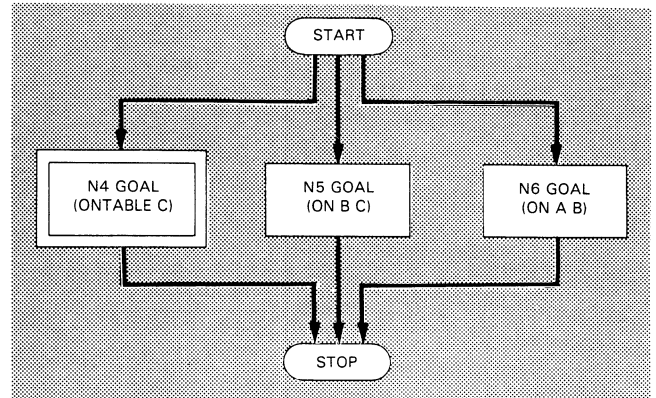 START
N4 GOAL
(ONTABLE C)
N5 GOAL
(ON B C)
N6 GOAL
(ON A B)
STOP